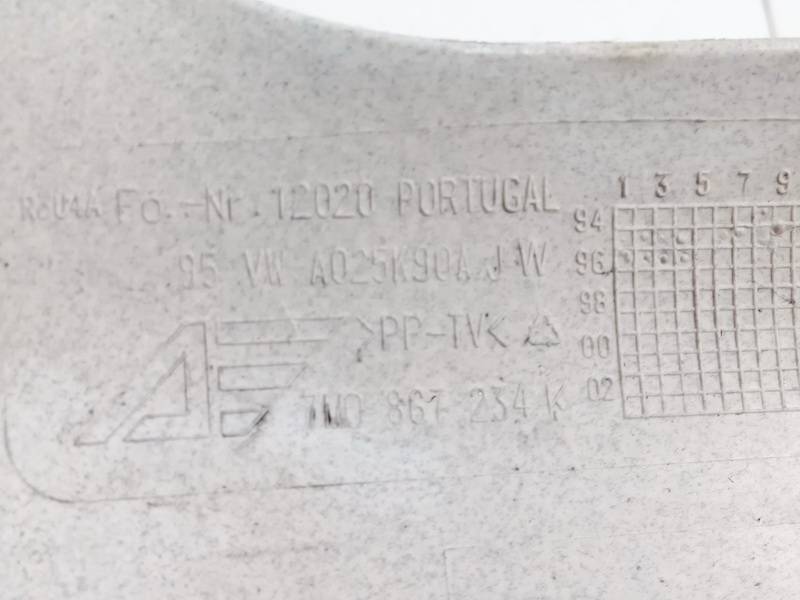 Fo.-Nr.12020 PORTUGAL
95 VW A025K90A JW
>PP-TV<
7M0 867 234 K
1 3 5 7 9
94
96
98
00
02